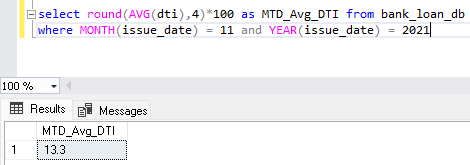 select round(AVG(dti),4)*100 as MTD_Avg_DTI from bank_loan_db
where MONTH(issue_date) = 11 and YEAR(issue_date) = 2021
100 %
Results Messages
MTD_Avg_DTI
1 13.3